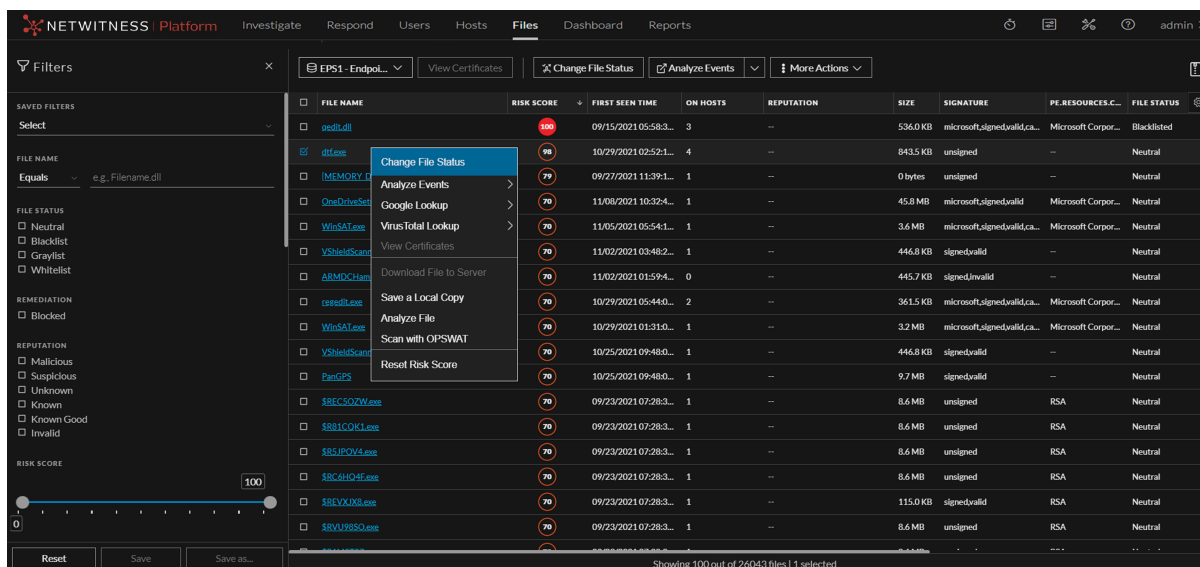 NETWITNESS Platform Investigate Respond Users Hosts Files Dashboard Reports admin
Filters
SAVED FILTERS
Select
FILE NAME
Equals e.g., Filename.dll
FILE STATUS
Neutral
Blacklist
Graylist
Whitelist
REMEDIATION
Blocked
REPUTATION
Malicious
Suspicious
Unknown
Known
Known Good
Invalid
RISK SCORE
100
0
Reset Save Save as...
EPS1 - Endpoi... View Certificates Change File Status Analyze Events More Actions
FILE NAME RISK SCORE FIRST SEEN TIME ON HOSTS REPUTATION SIZE SIGNATURE PE.RESOURCES.C... FILE STATUS
qedit.dll 100 09/15/2021 05:58:3... 3 -- 536.0 KB microsoft,signed,valid,ca... Microsoft Corpor... Blacklisted
dtf.exe 98 10/29/2021 02:52:1... 4 -- 843.5 KB unsigned -- Neutral
[MEMORY D 79 09/27/2021 11:39:1... 1 -- 0 bytes unsigned -- Neutral
OneDriveSet 70 11/08/2021 10:32:4... 1 -- 45.8 MB microsoft,signed,valid Microsoft Corpor... Neutral
WinSAT.exe 70 11/05/2021 05:54:1... 1 -- 3.6 MB microsoft,signed,valid,ca... Microsoft Corpor... Neutral
VShieldScann 70 11/02/2021 03:48:2... 1 -- 446.8 KB signed,valid -- Neutral
ARMDCHam 70 11/02/2021 01:59:4... 0 -- 445.7 KB signed,invalid -- Neutral
regedit.exe 70 10/29/2021 05:44:0... 2 -- 361.5 KB microsoft,signed,valid,ca... Microsoft Corpor... Neutral
WinSAT.exe 70 10/29/2021 01:31:0... 1 -- 3.2 MB microsoft,signed,valid,ca... Microsoft Corpor... Neutral
VShieldScann 70 10/25/2021 09:48:0... 1 -- 446.8 KB signed,valid -- Neutral
PanGPS 70 10/25/2021 09:48:0... 1 -- 9.7 MB signed,valid -- Neutral
$REC5OZW.exe 70 09/23/2021 07:28:3... 1 -- 8.6 MB unsigned RSA Neutral
$R81CQK1.exe 70 09/23/2021 07:28:3... 1 -- 8.6 MB unsigned RSA Neutral
$R5JPOV4.exe 70 09/23/2021 07:28:3... 1 -- 8.6 MB unsigned RSA Neutral
$RC6HO4F.exe 70 09/23/2021 07:28:3... 1 -- 8.6 MB unsigned RSA Neutral
$REVXJX8.exe 70 09/23/2021 07:28:3... 1 -- 115.0 KB signed,valid RSA Neutral
$RVU98SO.exe 70 09/23/2021 07:28:3... 1 -- 8.6 MB unsigned RSA Neutral
Change File Status
Analyze Events
Google Lookup
VirusTotal Lookup
View Certificates
Download File to Server
Save a Local Copy
Analyze File
Scan with OPSWAT
Reset Risk Score
Showing 100 out of 26043 files | 1 selected